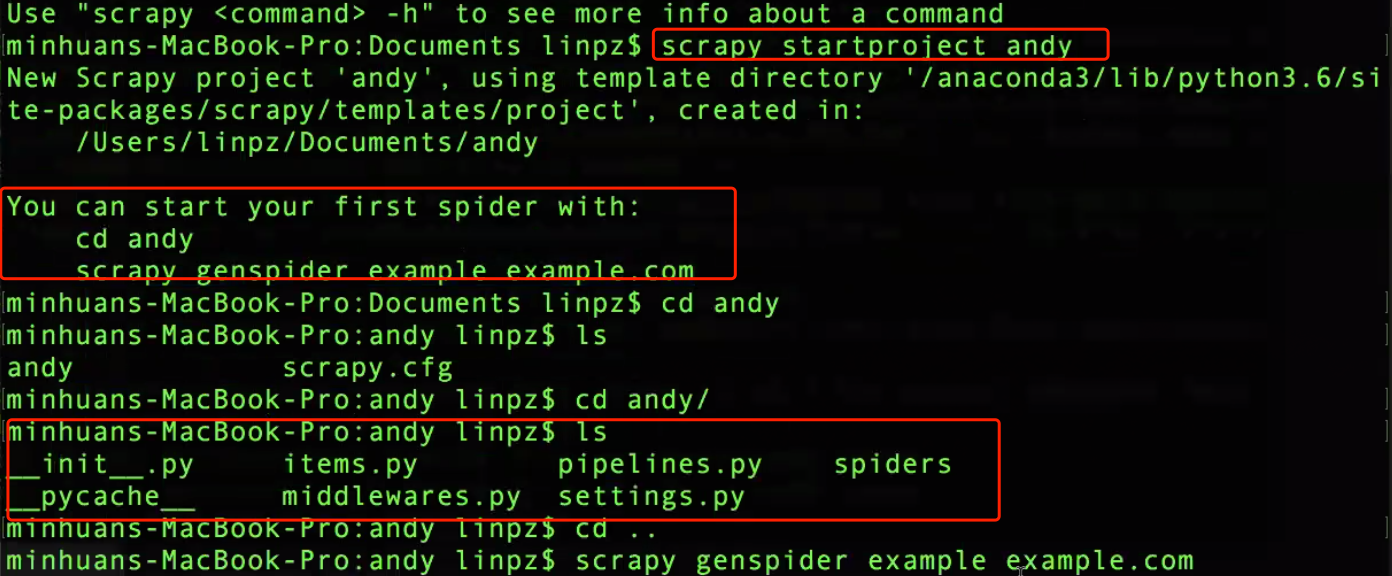 Use "scrapy <command> -h" to see more info about a command
minhuans-MacBook-Pro:Documents linpz$ scrapy startproject andy
New Scrapy project 'andy', using template directory '/anaconda3/lib/python3.6/si
te-packages/scrapy/templates/project', created in:
    /Users/linpz/Documents/andy

You can start your first spider with:
    cd andy
    scrapy genspider example example.com
minhuans-MacBook-Pro:Documents linpz$ cd andy
minhuans-MacBook-Pro:andy linpz$ ls
andy            scrapy.cfg
minhuans-MacBook-Pro:andy linpz$ cd andy/
minhuans-MacBook-Pro:andy linpz$ ls
__init__.py     items.py        pipelines.py    spiders
__pycache__     middlewares.py  settings.py
minhuans-MacBook-Pro:andy linpz$ cd ..
minhuans-MacBook-Pro:andy linpz$ scrapy genspider example example.com